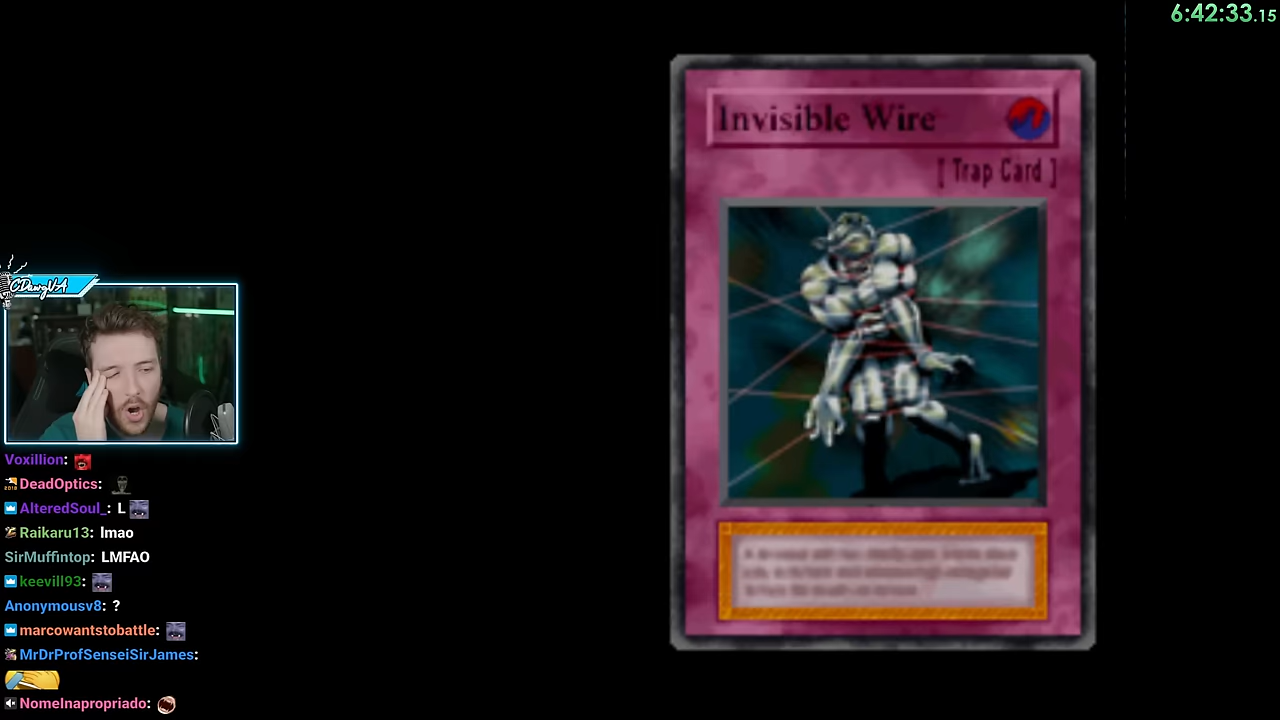 6:42:33.15
Invisible Wire
[ Trap Card ]
CDawgVA
Voxillion:
DeadOptics:
AlteredSoul_: L
Raikaru13: lmao
SirMuffintop: LMFAO
keevill93:
Anonymousv8: ?
marcowantstobattle:
MrDrProfSenseiSirJames:
NomeInapropriado: